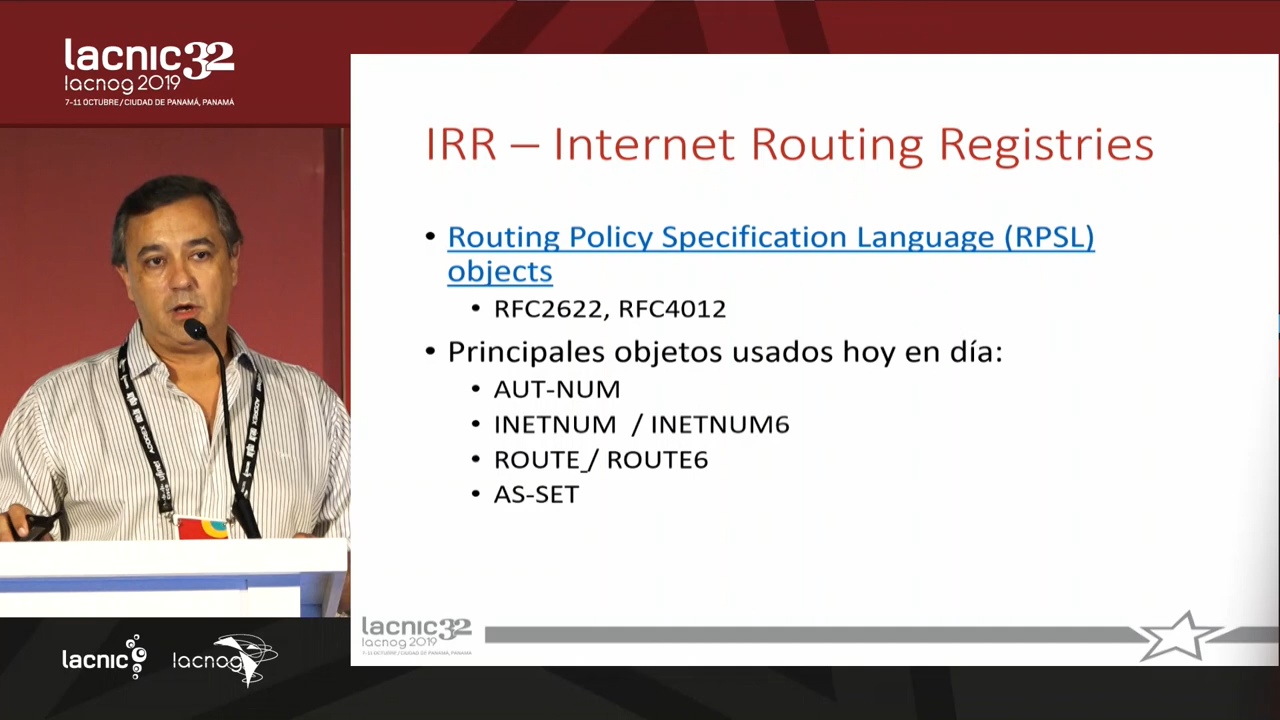 lacnic32
lacnog 2019
7-11 OCTUBRE / CIUDAD DE PANAMÁ, PANAMÁ
IRR – Internet Routing Registries
• Routing Policy Specification Language (RPSL)
objects
• RFC2622, RFC4012
• Principales objetos usados hoy en día:
• AUT-NUM
• INETNUM / INETNUM6
• ROUTE / ROUTE6
• AS-SET
lacnic32
lacnog 2019
7-11 OCTUBRE / CIUDAD DE PANAMÁ, PANAMÁ
lacnic
lacnog